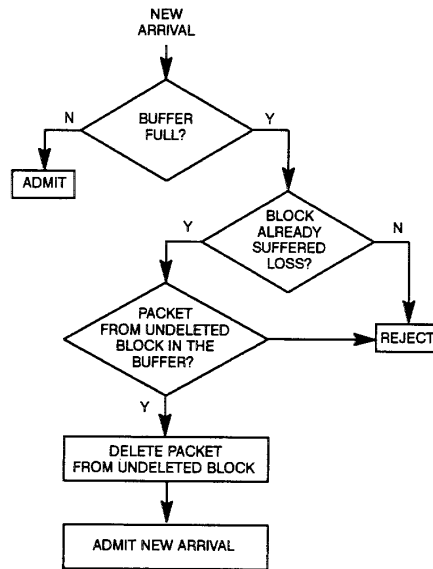 NEW
ARRIVAL
N
BUFFER
FULL?
Y
ADMIT
Y
BLOCK
ALREADY
SUFFERED
LOSS?
N
PACKET
FROM UNDELETED
BLOCK IN THE
BUFFER?
REJECT
Y
DELETE PACKET
FROM UNDELETED BLOCK
ADMIT NEW ARRIVAL